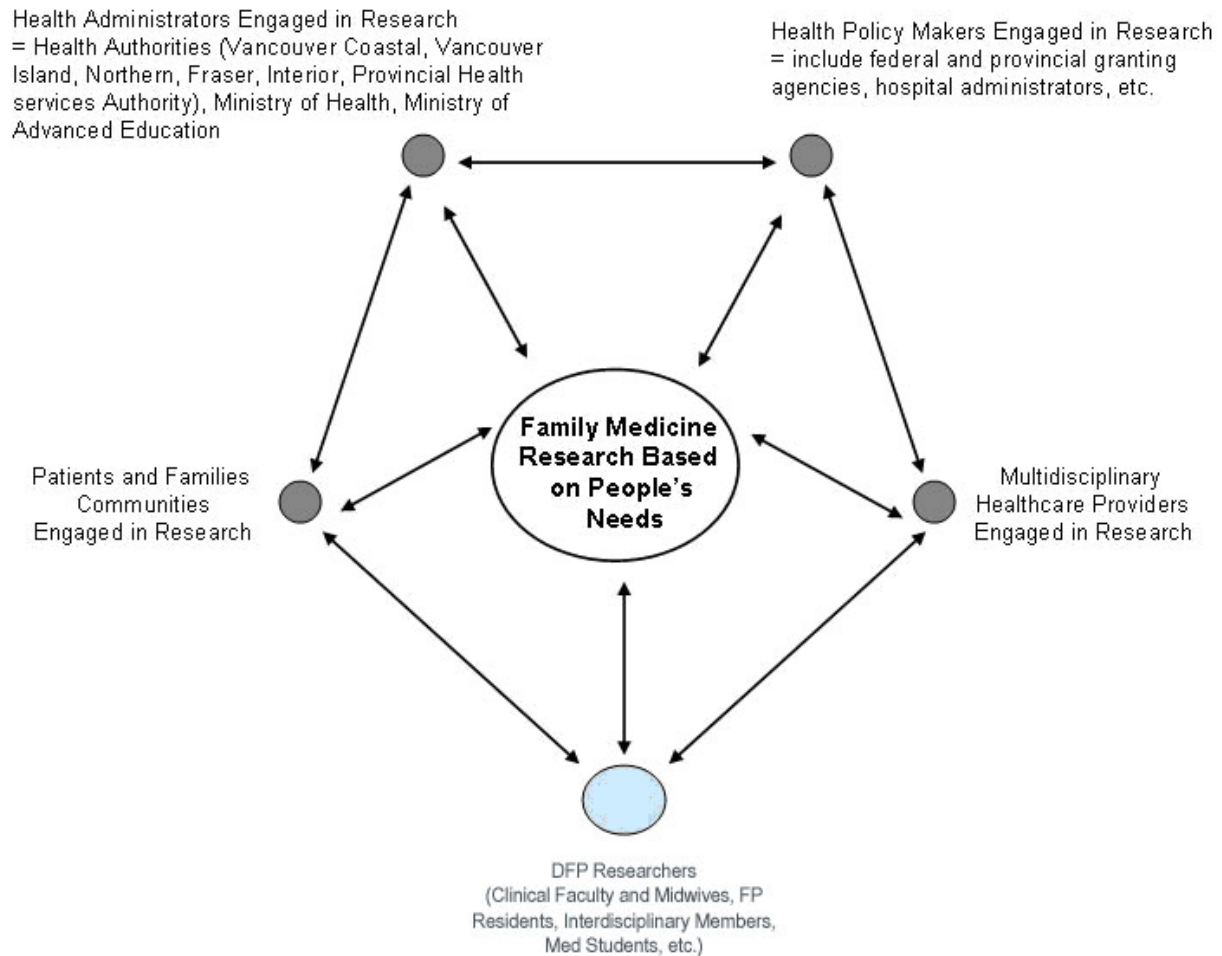 Health Administrators Engaged in Research
= Health Authorities (Vancouver Coastal, Vancouver
Island, Northern, Fraser, Interior, Provincial Health
services Authority), Ministry of Health, Ministry of
Advanced Education
Health Policy Makers Engaged in Research
= include federal and provincial granting
agencies, hospital administrators, etc.
Family Medicine
Research Based
on People's
Needs
Patients and Families
Communities
Engaged in Research
Multidisciplinary
Healthcare Providers
Engaged in Research
DFP Researchers
(Clinical Faculty and Midwives, FP
Residents, Interdisciplinary Members,
Med Students, etc.)